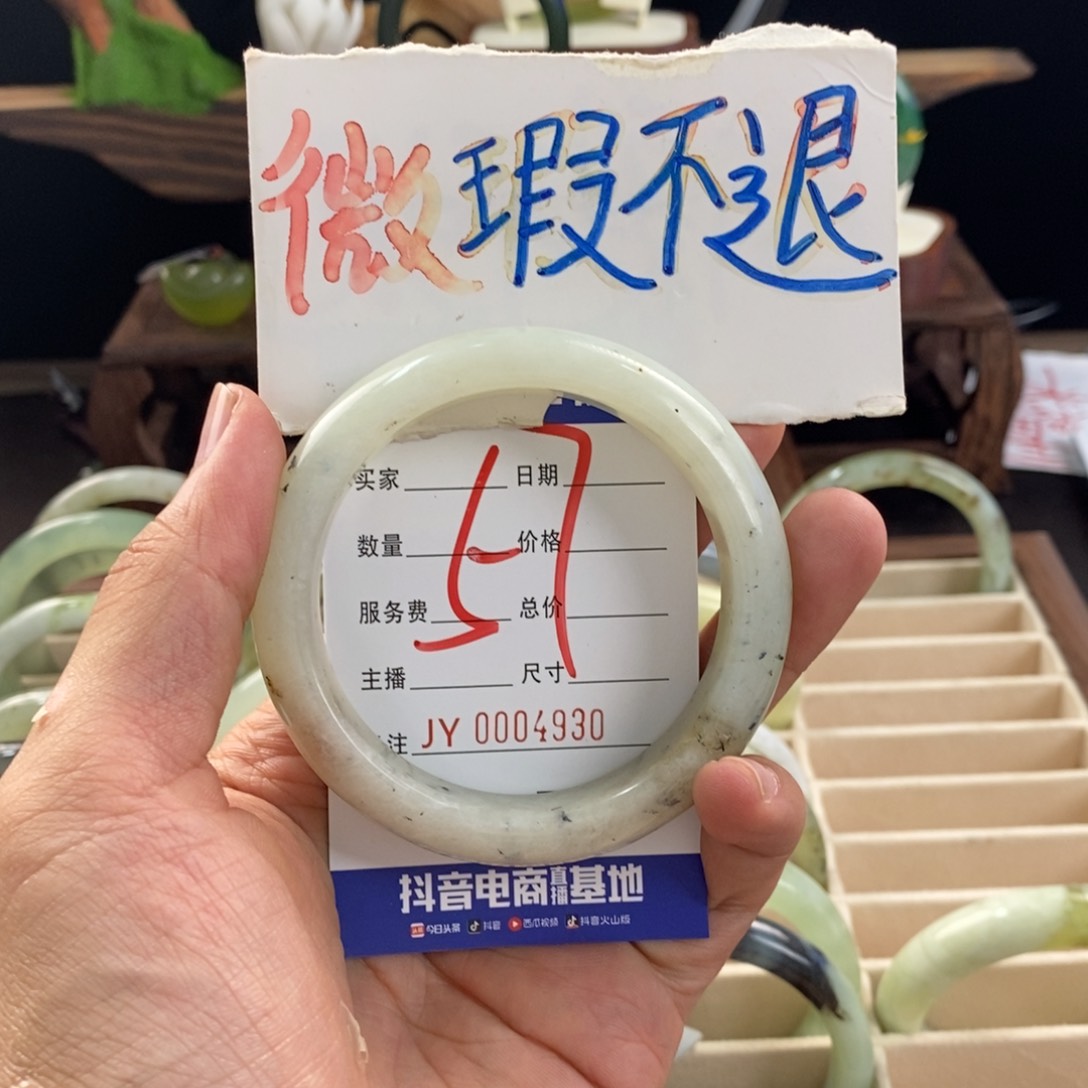 微瑕不退
买家 日期
数量 价格
服务费 总价
主播 尺寸
注 JY 0004930
57
抖音电商直播基地
今日头条 抖音 西瓜视频 抖音火山版